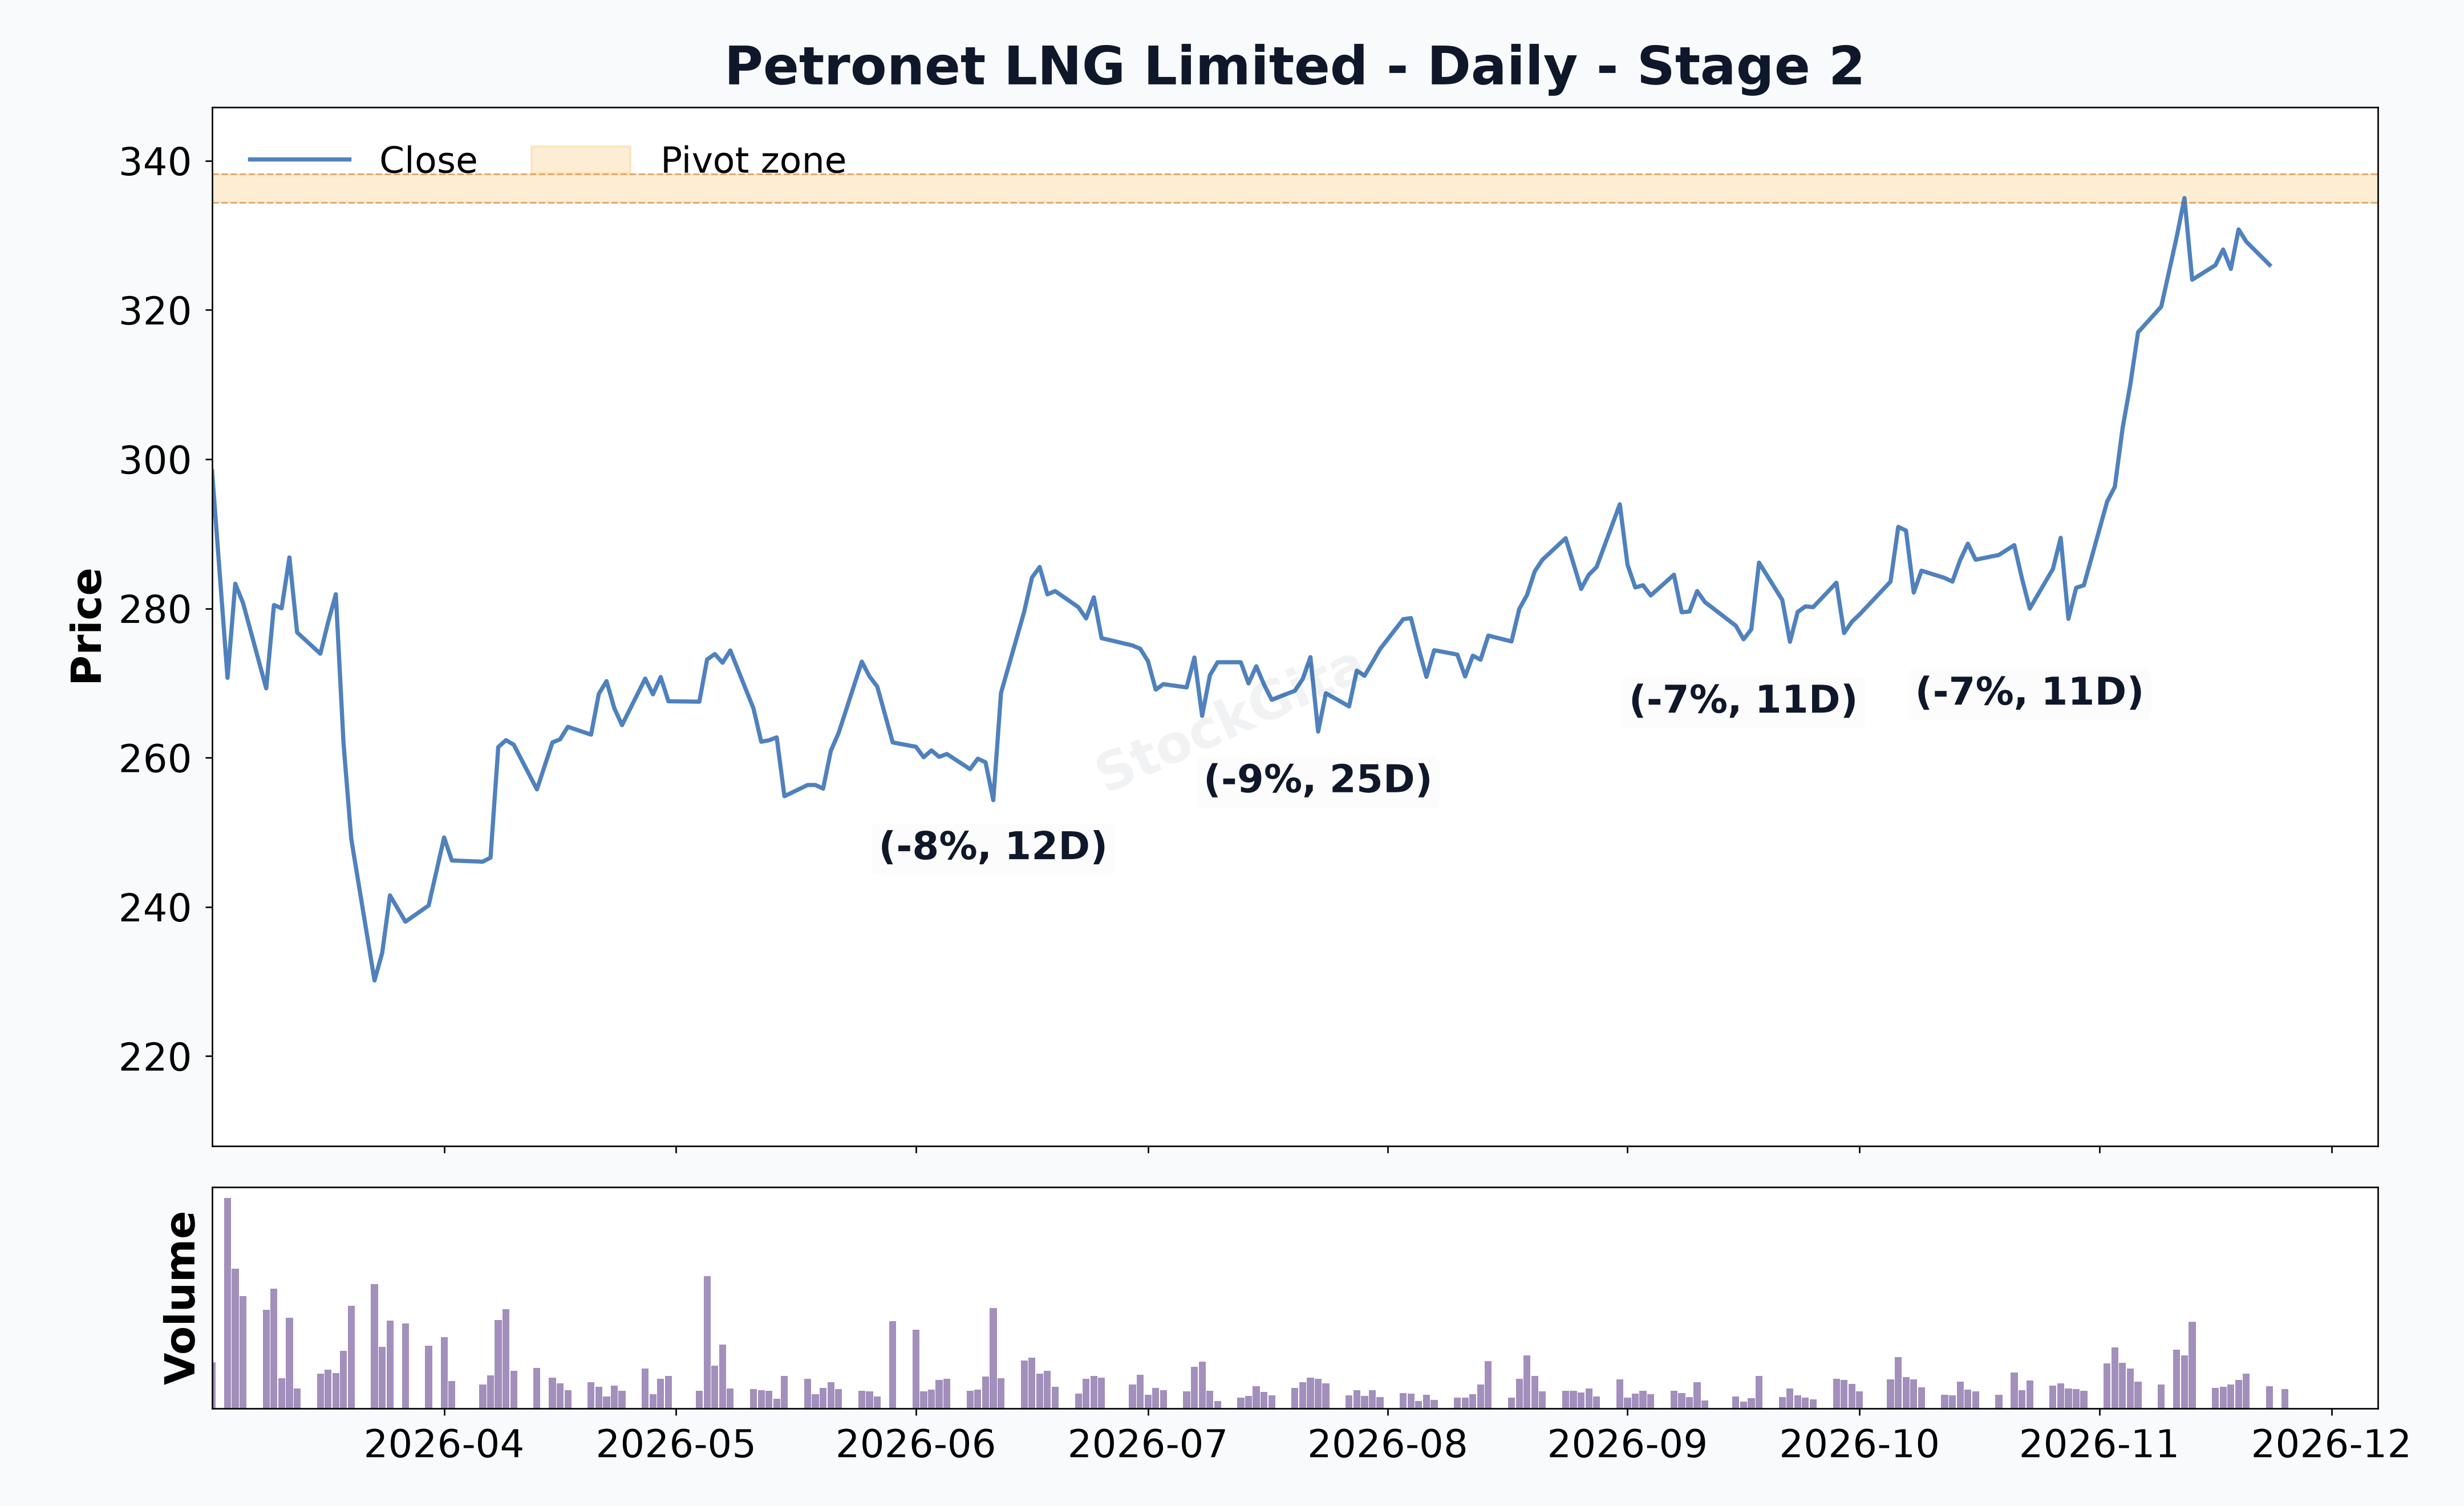 Petronet LNG Limited - Daily - Stage 2
Close
Pivot zone
Price
340
320
300
280
260
240
220
StockGita
(-8%, 12D)
(-9%, 25D)
(-7%, 11D)
(-7%, 11D)
Volume
2026-04
2026-05
2026-06
2026-07
2026-08
2026-09
2026-10
2026-11
2026-12